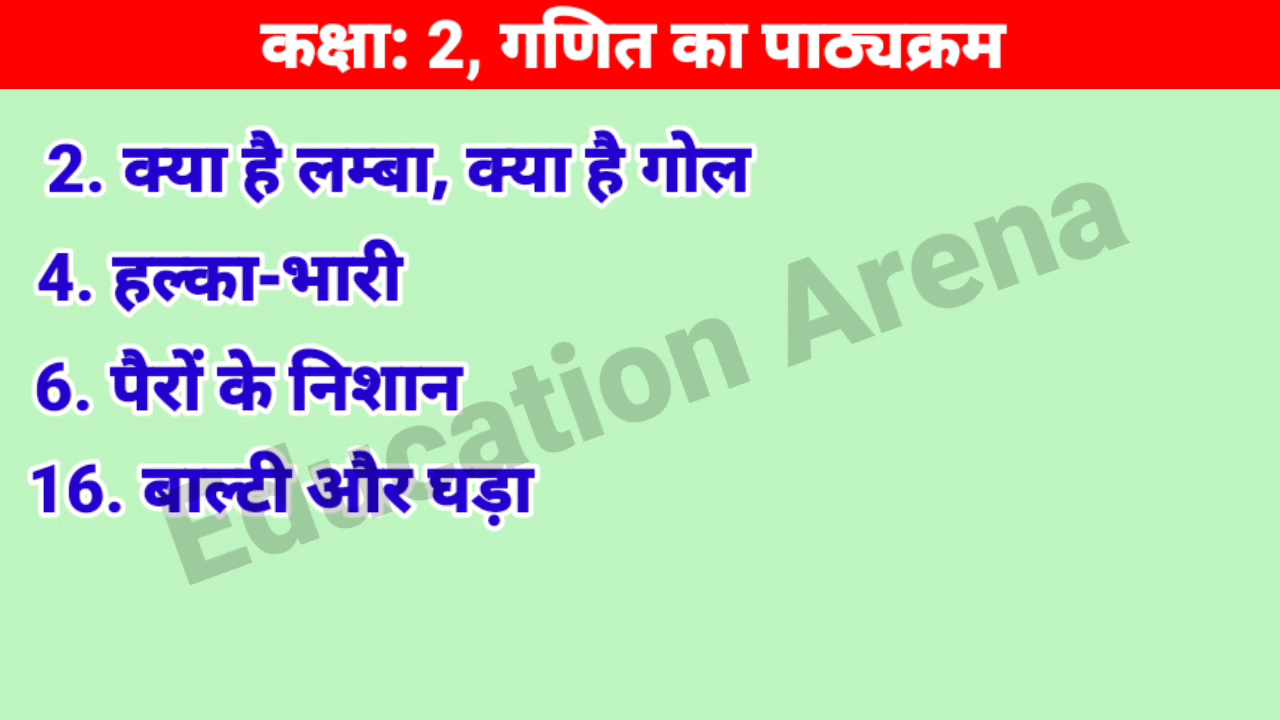 कक्षा: 2, गणित का पाठ्यक्रम
2. क्या है लम्बा, क्या है गोल
4. हल्का-भारी
6. पैरों के निशान
16. बाल्टी और घड़ा
Education Arena